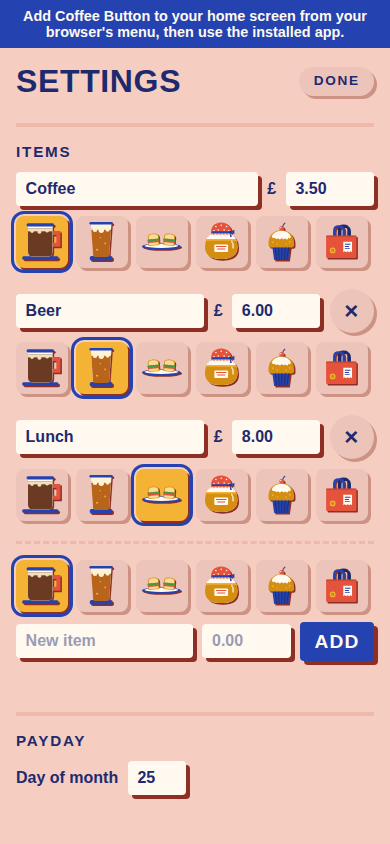 Add Coffee Button to your home screen from your
browser's menu, then use the installed app.
SETTINGS
DONE
ITEMS
Coffee £ 3.50
Beer £ 6.00 ×
Lunch £ 8.00 ×
New item 0.00 ADD
PAYDAY
Day of month 25